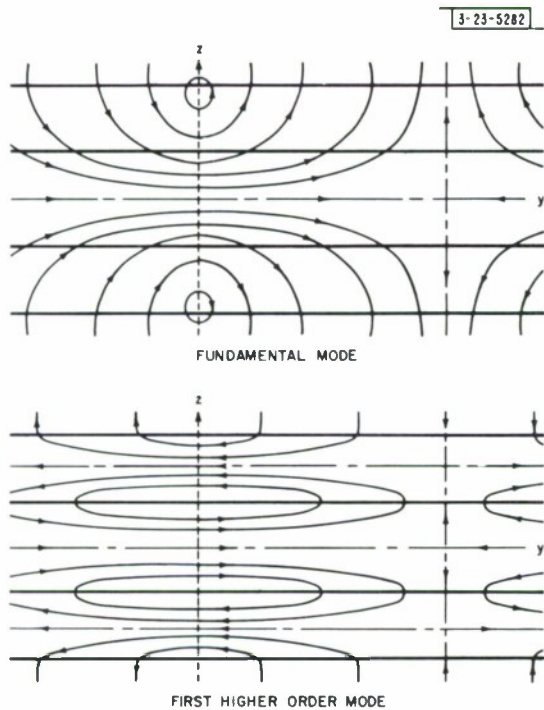 3-23-5282
z
y
FUNDAMENTAL MODE
z
y
FIRST HIGHER ORDER MODE